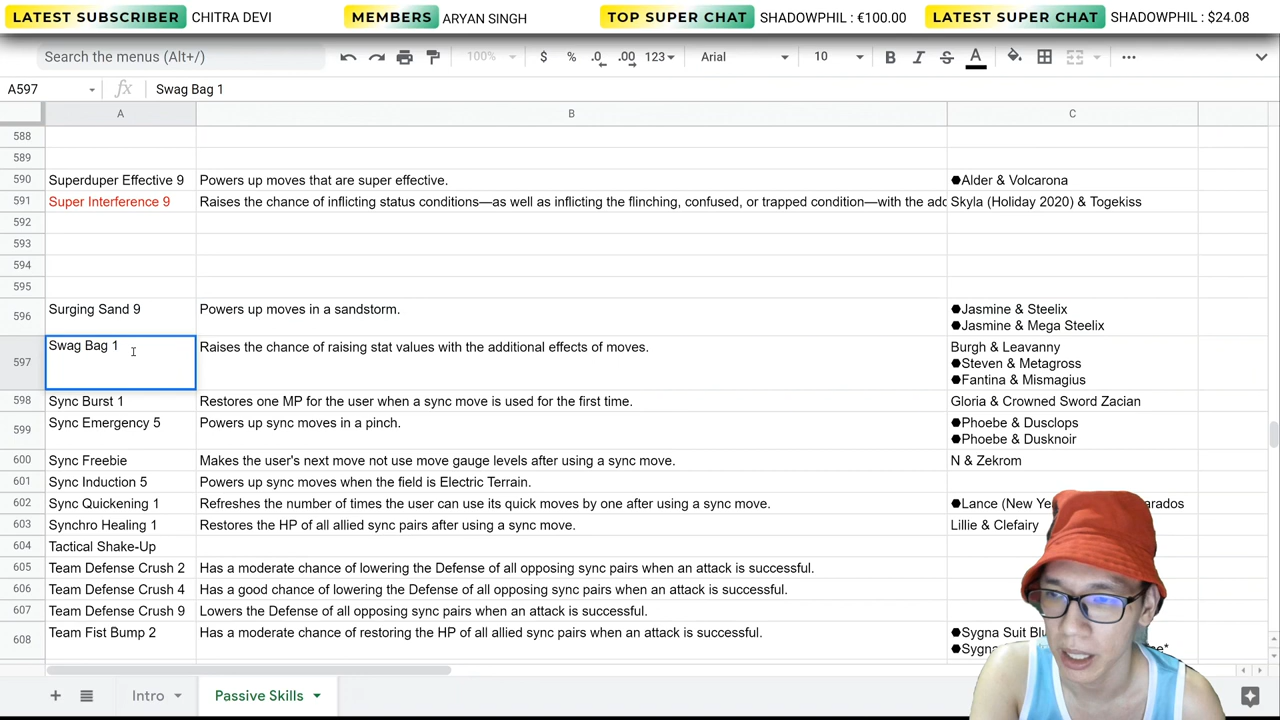 LATEST SUBSCRIBER CHITRA DEVI MEMBERS ARYAN SINGH TOP SUPER CHAT SHADOWPHIL : €100.00 LATEST SUPER CHAT SHADOWPHIL : $24.08
Search the menus (Alt+/) 100% $ % .0 .00 123 Arial 10 B I S A
A597 fx Swag Bag 1
A B C
588
589
590 Superduper Effective 9 Powers up moves that are super effective. ⬣Alder & Volcarona
591 Super Interference 9 Raises the chance of inflicting status conditions—as well as inflicting the flinching, confused, or trapped condition—with the adc Skyla (Holiday 2020) & Togekiss
592
593
594
595
596 Surging Sand 9 Powers up moves in a sandstorm. ⬣Jasmine & Steelix
⬣Jasmine & Mega Steelix
597 Swag Bag 1 Raises the chance of raising stat values with the additional effects of moves. Burgh & Leavanny
⬣Steven & Metagross
⬣Fantina & Mismagius
598 Sync Burst 1 Restores one MP for the user when a sync move is used for the first time. Gloria & Crowned Sword Zacian
599 Sync Emergency 5 Powers up sync moves in a pinch. ⬣Phoebe & Dusclops
⬣Phoebe & Dusknoir
600 Sync Freebie Makes the user's next move not use move gauge levels after using a sync move. N & Zekrom
601 Sync Induction 5 Powers up sync moves when the field is Electric Terrain.
602 Sync Quickening 1 Refreshes the number of times the user can use its quick moves by one after using a sync move. ⬣Lance (New Ye arados
603 Synchro Healing 1 Restores the HP of all allied sync pairs after using a sync move. Lillie & Clefairy
604 Tactical Shake-Up
605 Team Defense Crush 2 Has a moderate chance of lowering the Defense of all opposing sync pairs when an attack is successful.
606 Team Defense Crush 4 Has a good chance of lowering the Defense of all opposing sync pairs when an attack is successful.
607 Team Defense Crush 9 Lowers the Defense of all opposing sync pairs when an attack is successful.
608 Team Fist Bump 2 Has a moderate chance of restoring the HP of all allied sync pairs when an attack is successful. ⬣Sygna Suit Blu
⬣Sygna
Intro Passive Skills